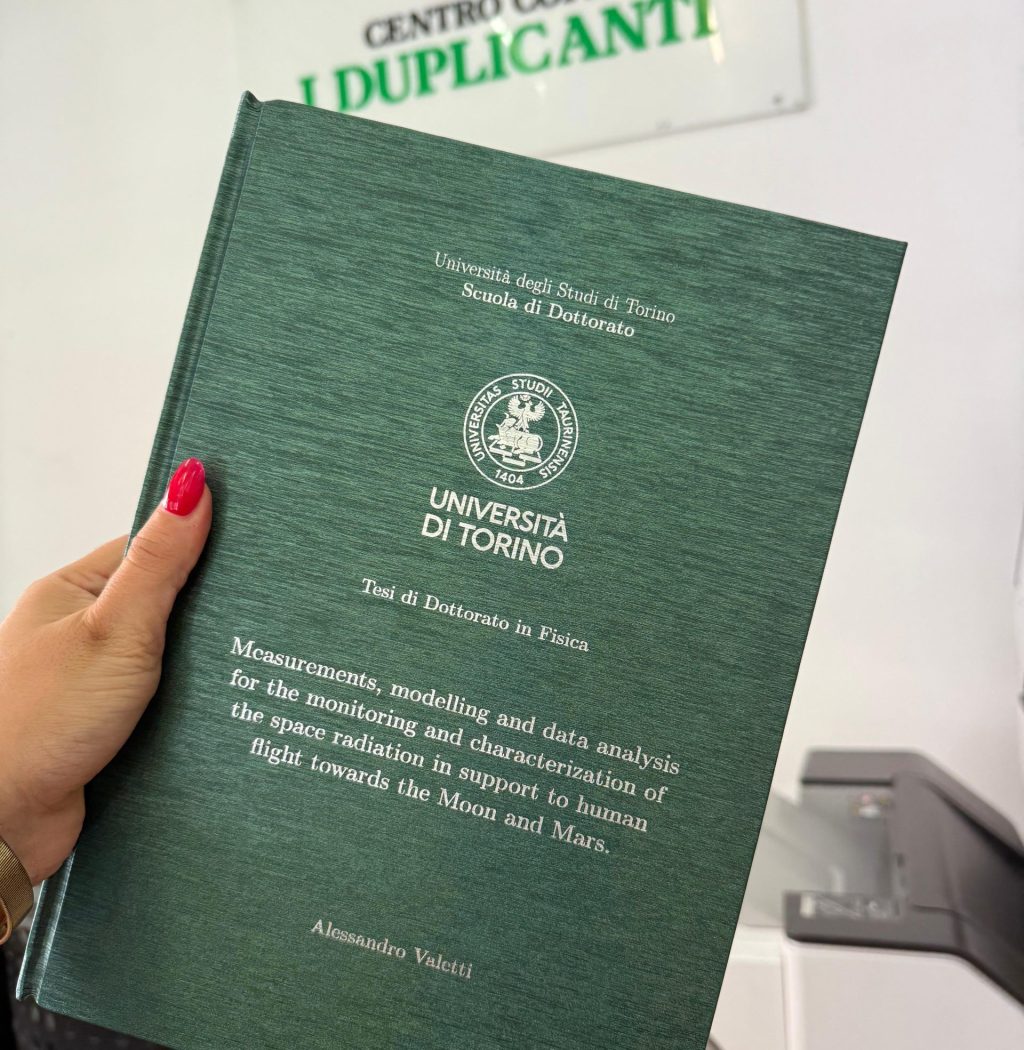 CENTRO
I DUPLICANTI
Università degli Studi di Torino
Scuola di Dottorato
UNIVERSITAS STUDII TAURINENSIS
1404
UNIVERSITÀ
DI TORINO
Tesi di Dottorato in Fisica
Measurements, modelling and data analysis
for the monitoring and characterization of
the space radiation in support to human
flight towards the Moon and Mars.
Alessandro Valetti